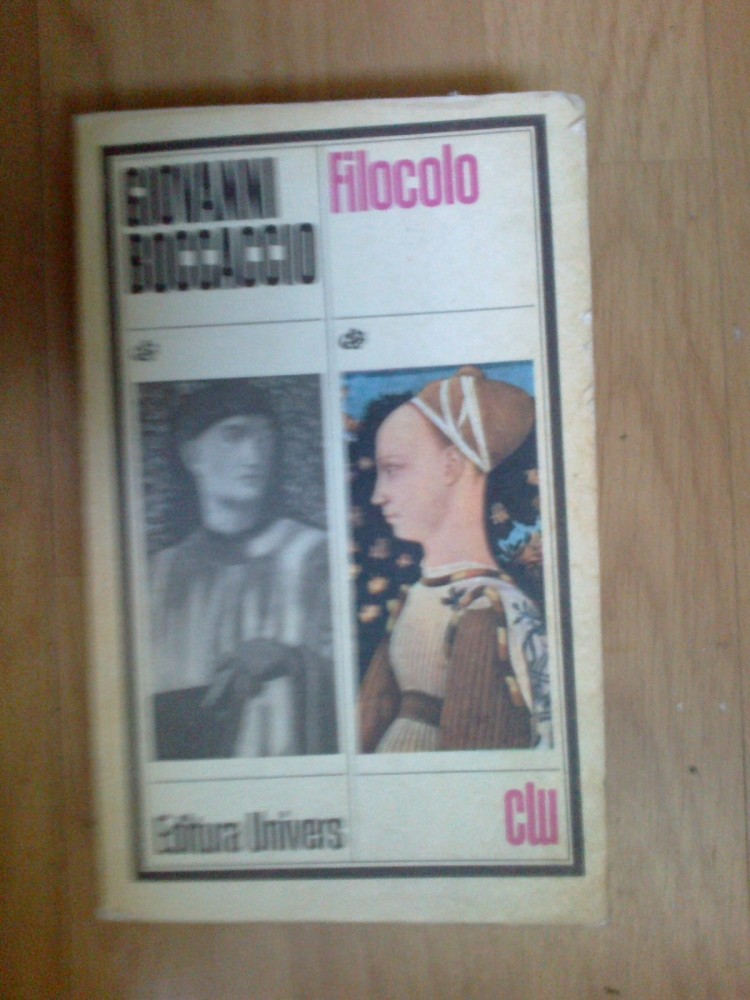 GIOVANNI
BOCCACCIO
Filocolo
Editura Univers
clu